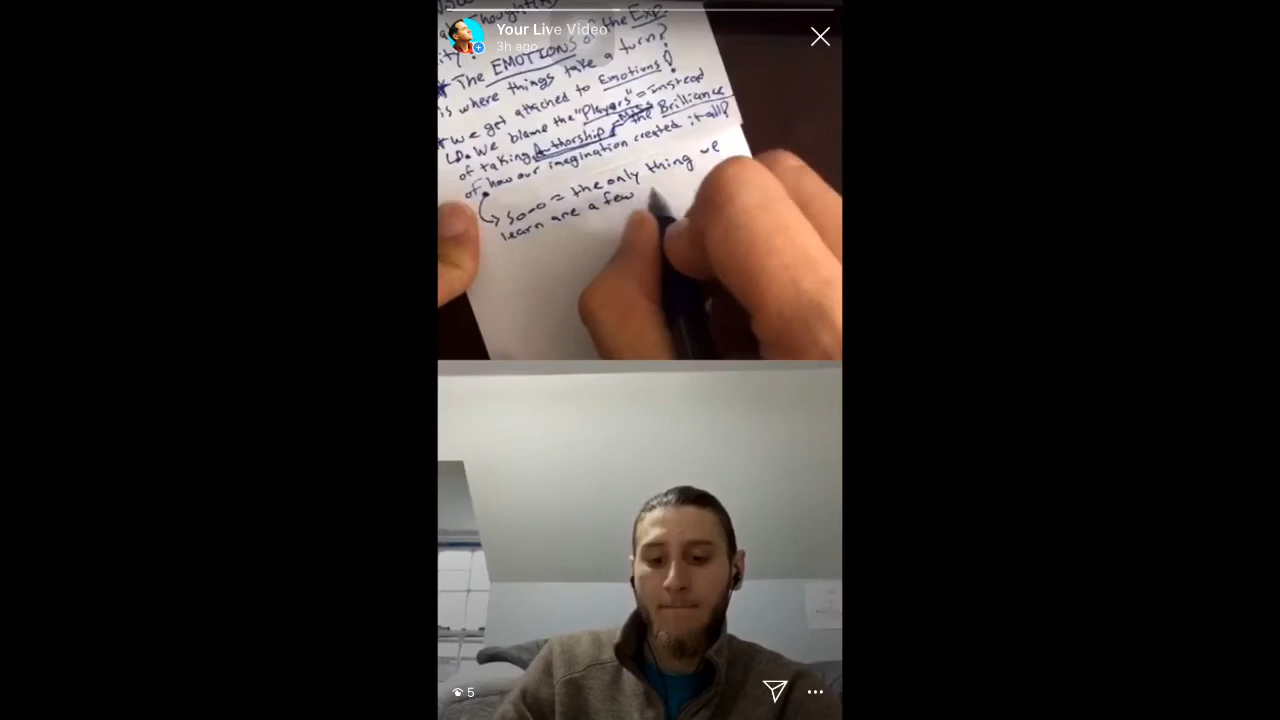 Thought(s)
ity?
Your Live Video
3h ago
* The EMOTIONS of the Exp.
is where things take a turn?
* we get attached to Emotions!
↳. We blame the "Players" = instead
of taking Authorship the Brilliance
of how our imagination created it all?
↳ So-o = the only thing we
learn are a few
5